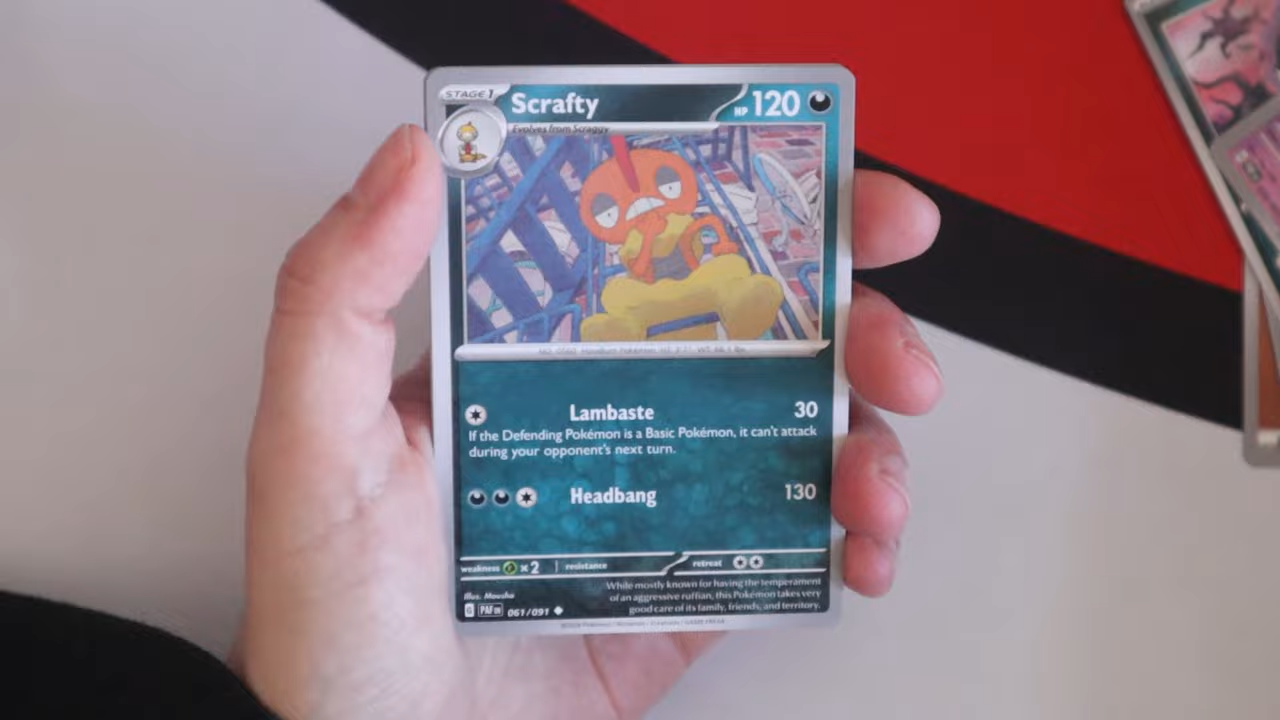 STAGE 1
Scrafty
HP 120
Evolves from Scraggy
Lambaste 30
If the Defending Pokémon is a Basic Pokémon, it can't attack
during your opponent's next turn.
Headbang 130
weakness ×2 resistance retreat
Illus. Mousho
While mostly known for having the temperament
of an aggressive ruffian, this Pokémon takes very
good care of its family, friends, and territory.
G PAF EN 061/091